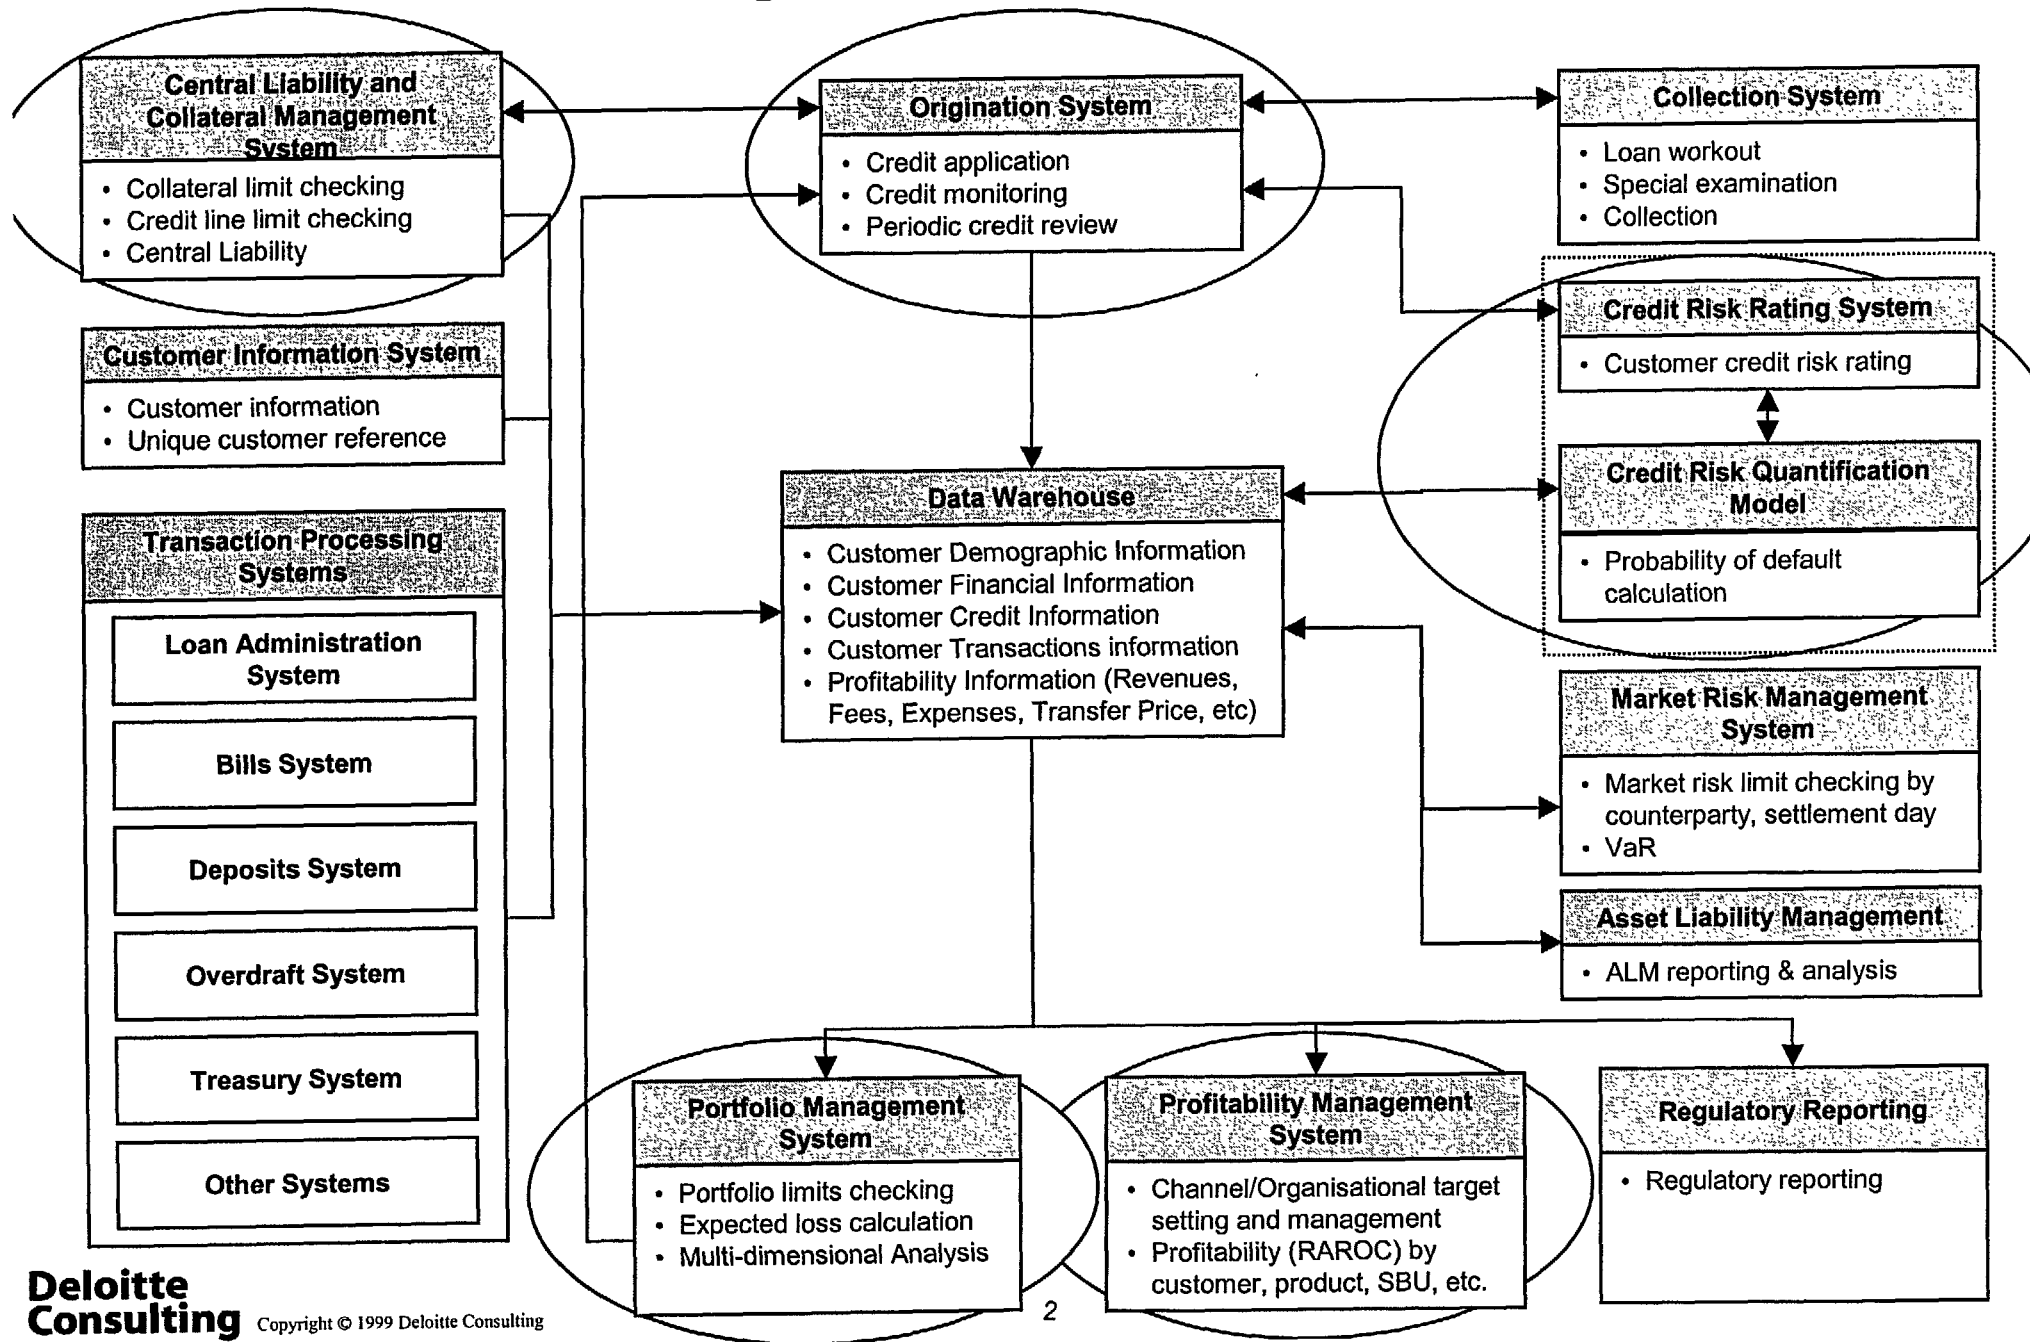 Central Liability and
Collateral Management
System
• Collateral limit checking
• Credit line limit checking
• Central Liability
Origination System
• Credit application
• Credit monitoring
• Periodic credit review
Collection System
• Loan workout
• Special examination
• Collection
Customer Information System
• Customer information
• Unique customer reference
Credit Risk Rating System
• Customer credit risk rating
Credit Risk Quantification
Model
• Probability of default
calculation
Transaction Processing
Systems
Loan Administration
System
Bills System
Deposits System
Overdraft System
Treasury System
Other Systems
Data Warehouse
• Customer Demographic Information
• Customer Financial Information
• Customer Credit Information
• Customer Transactions information
• Profitability Information (Revenues,
Fees, Expenses, Transfer Price, etc)
Market Risk Management
System
• Market risk limit checking by
counterparty, settlement day
• VaR
Asset Liability Management
• ALM reporting & analysis
Portfolio Management
System
• Portfolio limits checking
• Expected loss calculation
• Multi-dimensional Analysis
Profitability Management
System
• Channel/Organisational target
setting and management
• Profitability (RAROC) by
customer, product, SBU, etc.
Regulatory Reporting
• Regulatory reporting
Deloitte
Consulting
Copyright © 1999 Deloitte Consulting
2